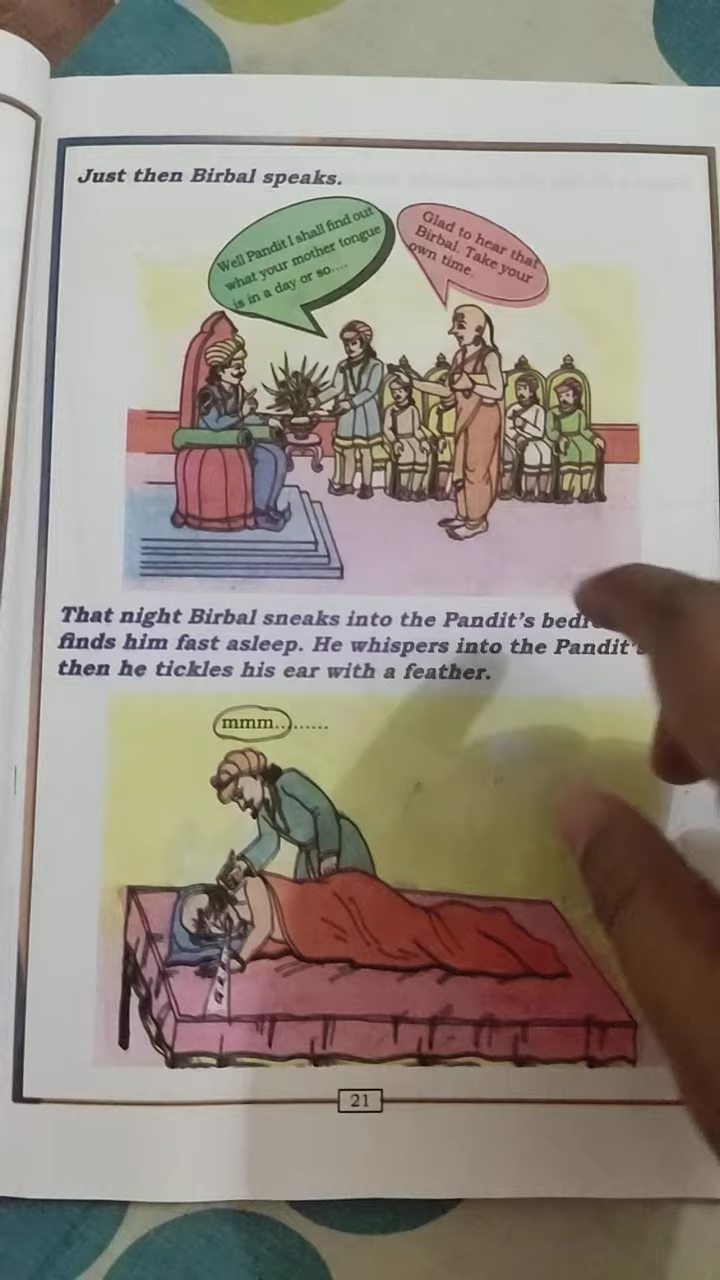 Just then Birbal speaks.
Well Pandit I shall find out
what your mother tongue
is in a day or so....
Glad to hear that
Birbal. Take your
own time.
That night Birbal sneaks into the Pandit's
finds him fast asleep. He whispers into the Pandit's
then he tickles his ear with a feather.
mmm..........
21